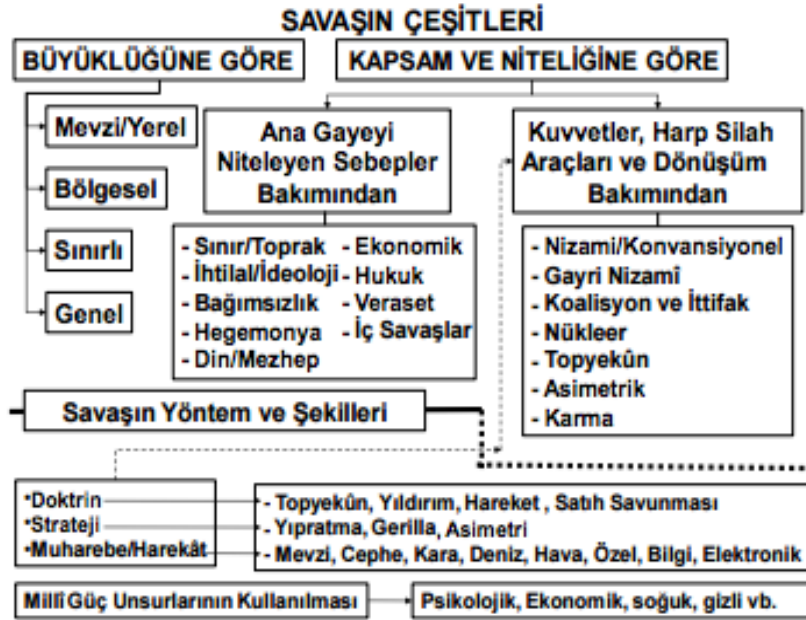 SAVAŞIN ÇEŞİTLERİ
BÜYÜKLÜĞÜNE GÖRE
KAPSAM VE NİTELİĞİNE GÖRE
Mevzi/Yerel
Bölgesel
Sınırlı
Genel
Ana Gayeyi
Niteleyen Sebepler
Bakımından
Kuvvetler, Harp Silah
Araçları ve Dönüşüm
Bakımından
- Sınır/Toprak
- İhtilal/İdeoloji
- Bağımsızlık
- Hegemonya
- Din/Mezhep
- Ekonomik
- Hukuk
- Veraset
- İç Savaşlar
- Nizami/Konvansiyonel
- Gayri Nizamî
- Koalisyon ve İttifak
- Nükleer
- Topyekûn
- Asimetrik
- Karma
Savaşın Yöntem ve Şekilleri
•Doktrin
•Strateji
•Muharebe/Harekât
- Topyekûn, Yıldırım, Hareket , Satıh Savunması
- Yıpratma, Gerilla, Asimetri
- Mevzi, Cephe, Kara, Deniz, Hava, Özel, Bilgi, Elektronik
Millî Güç Unsurlarının Kullanılması
Psikolojik, Ekonomik, soğuk, gizli vb.